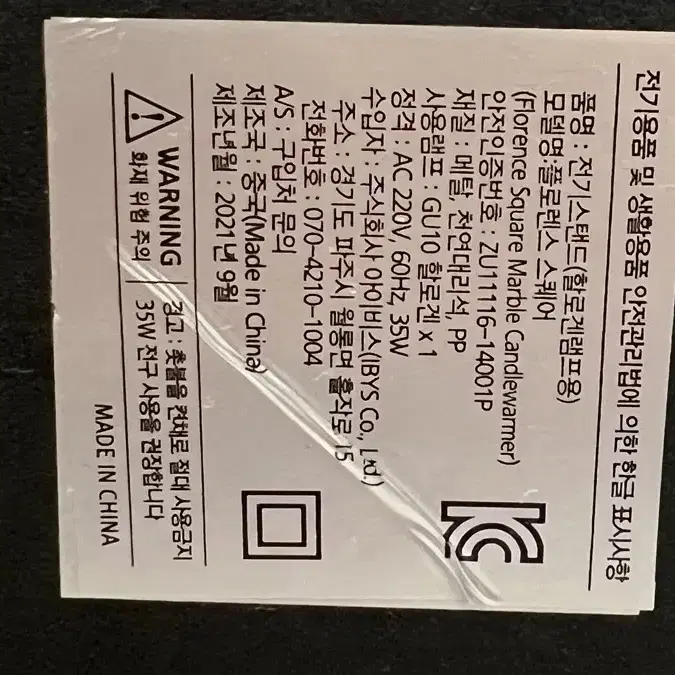 전기용품 및 생활용품 안전관리법에 의한 한글 표시사항
품명 : 전기스탠드(할로겐램프용)
모델명:플로렌스 스퀘어
(Florence Square Marble Candlewarmer)
안전인증번호 : ZU11116-14001P
재질 : 메탈, 천연대리석, PP
사용램프 : GU10 할로겐 x 1
정격 : AC 220V, 60Hz, 35W
수입자 : 주식회사 아이비스(IBYS Co., Ltd.)
주소 : 경기도 파주시 월롱면 홀작로 15
전화번호 : 070-4210-1004
A/S : 구입처 문의
제조국 : 중국(Made in China)
제조년월 : 2021년 9월
WARNING
화재 위험 주의
경고 : 촛불을 켠채로 절대 사용금지
35W 전구 사용을 권장합니다
MADE IN CHINA